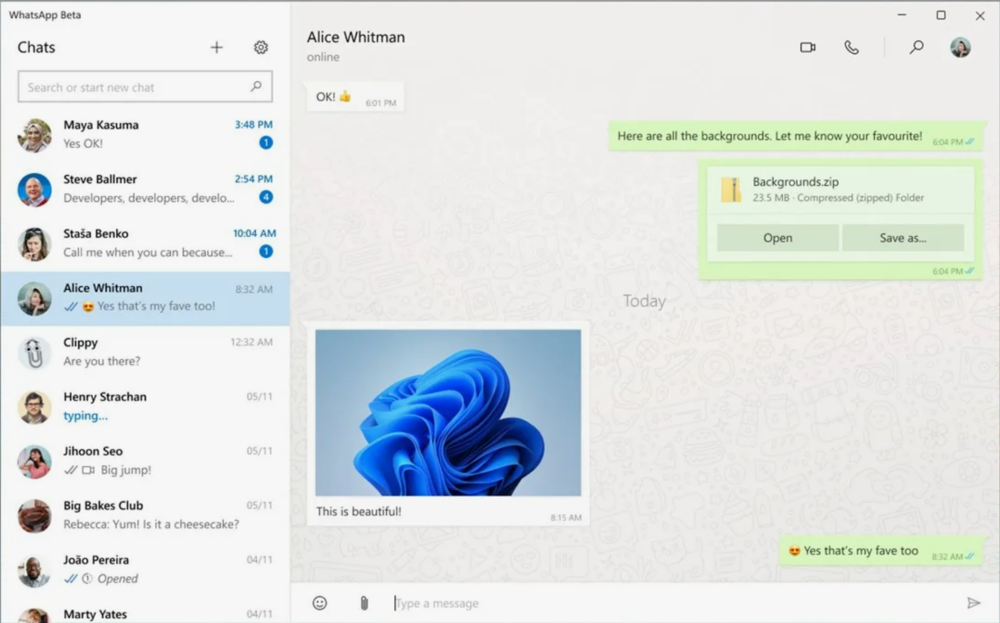 WhatsApp Beta
Chats
Search or start new chat
Maya Kasuma 3:48 PM
Yes OK! 1
Steve Ballmer 2:54 PM
Developers, developers, develo... 4
Staša Benko 10:04 AM
Call me when you can because... 1
Alice Whitman 8:32 AM
😍 Yes that's my fave too!
Clippy 12:32 AM
Are you there?
Henry Strachan 05/11
typing...
Jihoon Seo 05/11
Big jump!
Big Bakes Club 05/11
Rebecca: Yum! Is it a cheesecake?
João Pereira 04/11
Opened
Marty Yates 04/11
Alice Whitman
online
OK! 👍 6:01 PM
Here are all the backgrounds. Let me know your favourite! 6:04 PM
Backgrounds.zip
23.5 MB · Compressed (zipped) Folder
Open Save as...
6:04 PM
Today
This is beautiful! 8:15 AM
😍 Yes that's my fave too 8:32 AM
Type a message